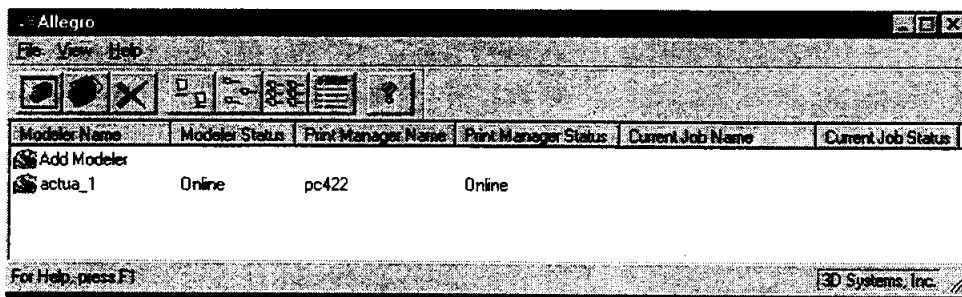 Allegro
File View Help
Modeler Name Modeler Status Print Manager Name Print Manager Status Current Job Name Current Job Status
Add Modeler
actua_1 Online pc422 Online
For Help, press F1 3D Systems, Inc.